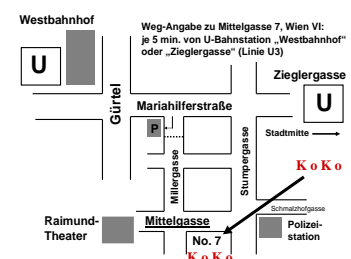 Westbahnhof
Weg-Angabe zu Mittelgasse 7, Wien VI:
je 5 min. von U-Bahnstation „Westbahnhof"
oder „Zieglergasse" (Linie U3)
U
Zieglergasse
U
Gürtel
Mariahilferstraße
P
Stadtmitte
Millergasse
Stumpergasse
K o K o
Schmalzhofgasse
Raimund-
Theater
Mittelgasse
No. 7
K o K o
Polizei-
station